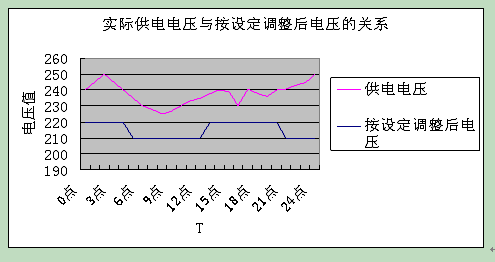 实际供电电压与按设定调整后电压的关系
260
250
240
230
220
210
200
190
电压值
0点
3点
6点
9点
12点
15点
18点
21点
24点
T
供电电压
按设定调整后电
压